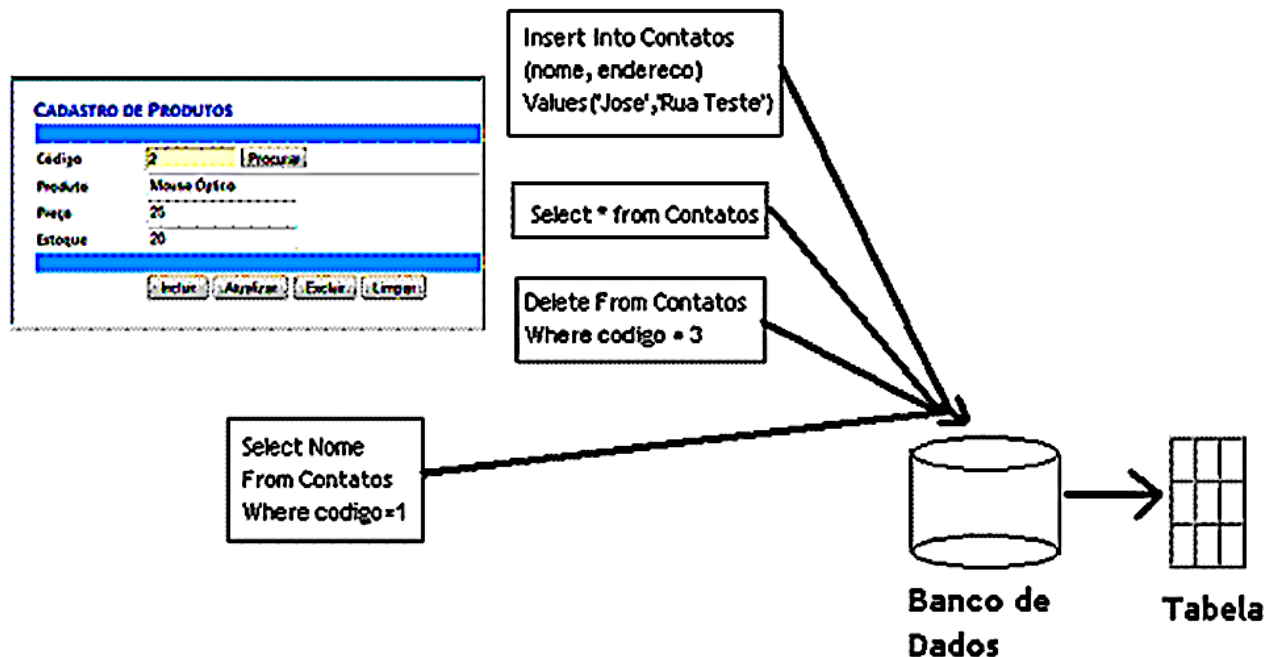 CADASTRO DE PRODUTOS
Código 2 Procurar
Produto Mouse Óptico
Preço 25
Estoque 20
Incluir Atualizar Excluir Limpar
Insert Into Contatos
(nome, endereco)
Values('Jose','Rua Teste')
Select * from Contatos
Delete From Contatos
Where codigo = 3
Select Nome
From Contatos
Where codigo=1
Banco de
Dados
Tabela